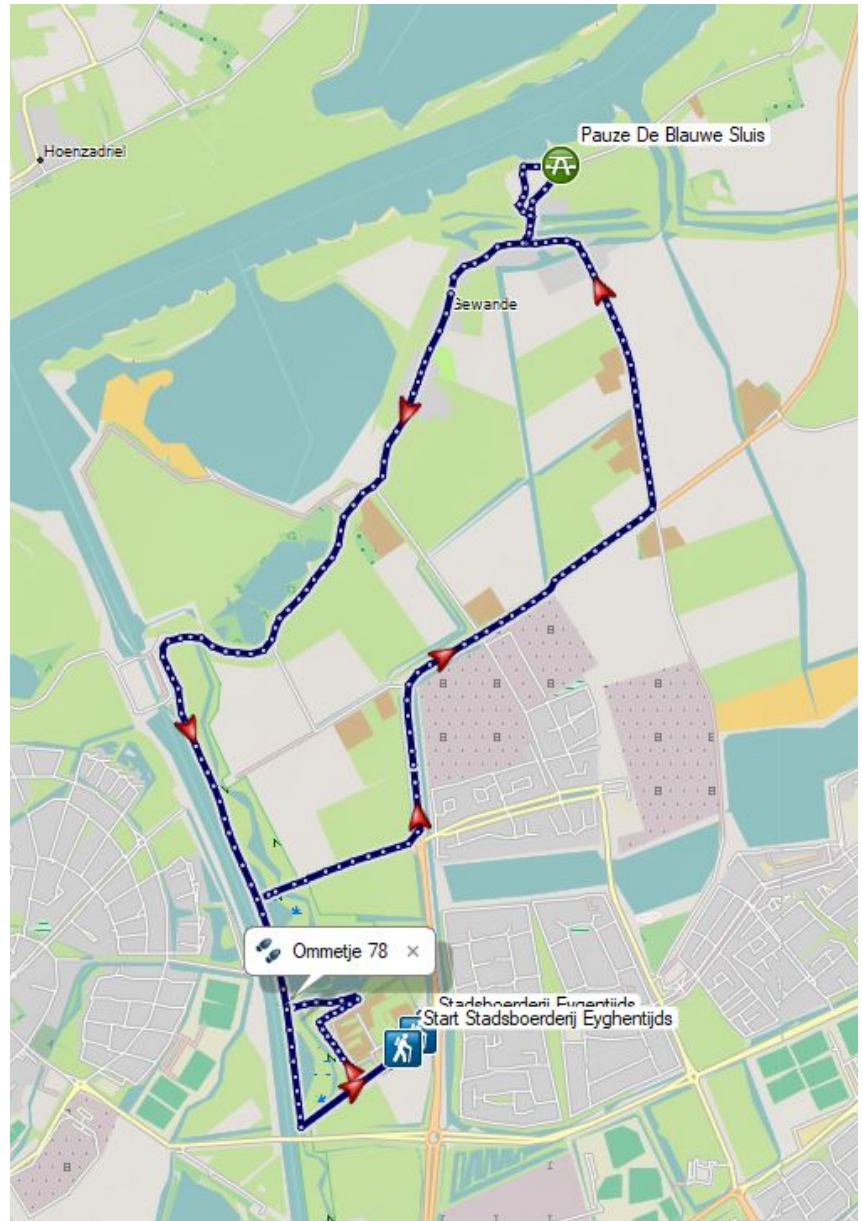 Pauze De Blauwe Sluis
Hoenzadriel
Gewande
Ommetje 78
Stadsboerderij Eyghentijds
Start Stadsboerderij Eyghentijds
B
B
B
B
B
B
B
B
B
B